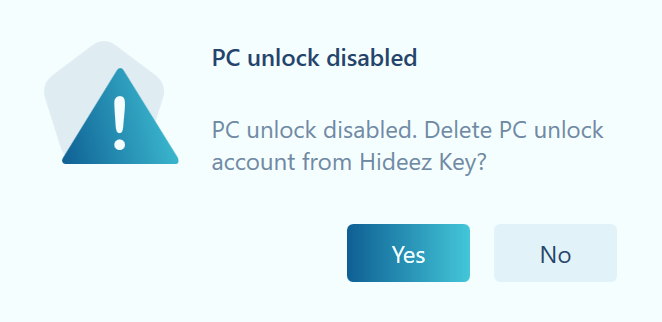 PC unlock disabled
PC unlock disabled. Delete PC unlock
account from Hideez Key?
Yes
No